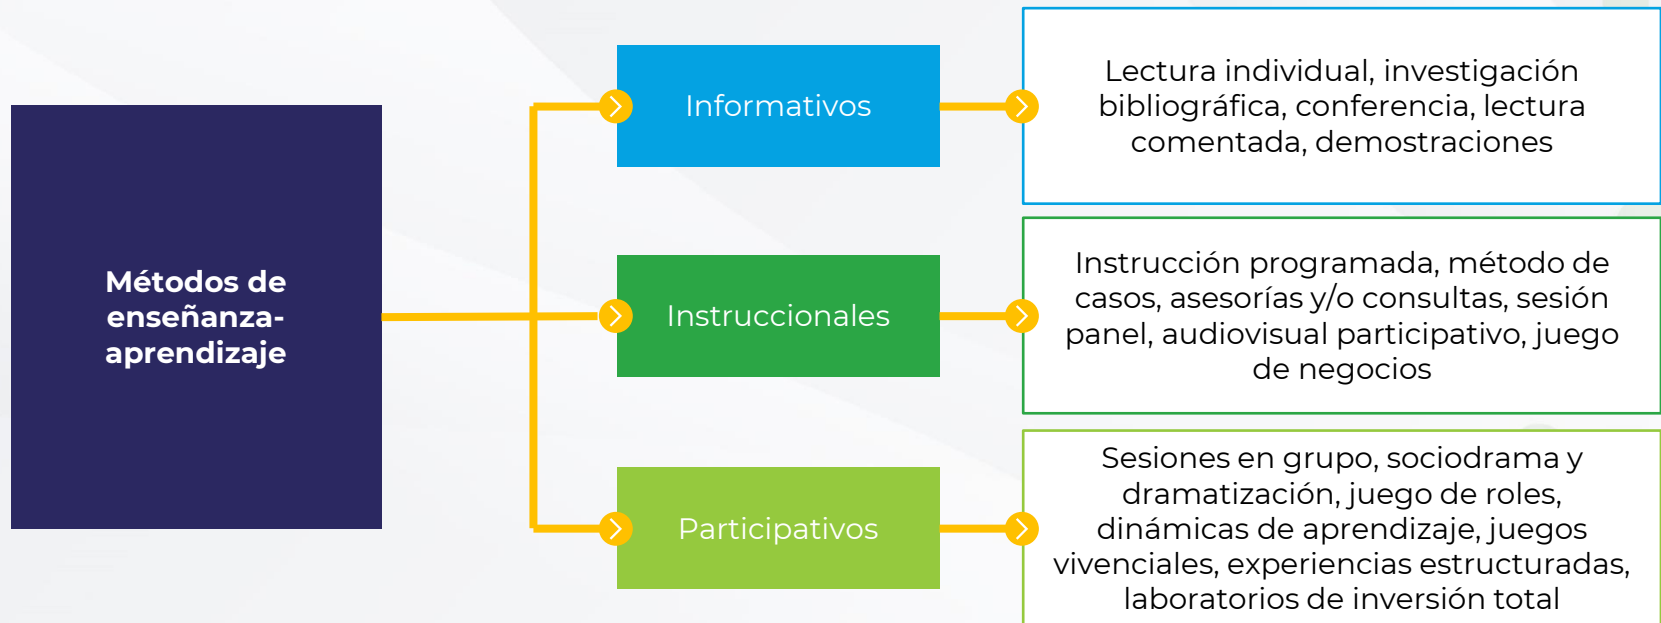 Métodos de
enseñanza-
aprendizaje
Informativos
Lectura individual, investigación
bibliográfica, conferencia, lectura
comentada, demostraciones
Instruccionales
Instrucción programada, método de
casos, asesorías y/o consultas, sesión
panel, audiovisual participativo, juego
de negocios
Participativos
Sesiones en grupo, sociodrama y
dramatización, juego de roles,
dinámicas de aprendizaje, juegos
vivenciales, experiencias estructuradas,
laboratorios de inversión total